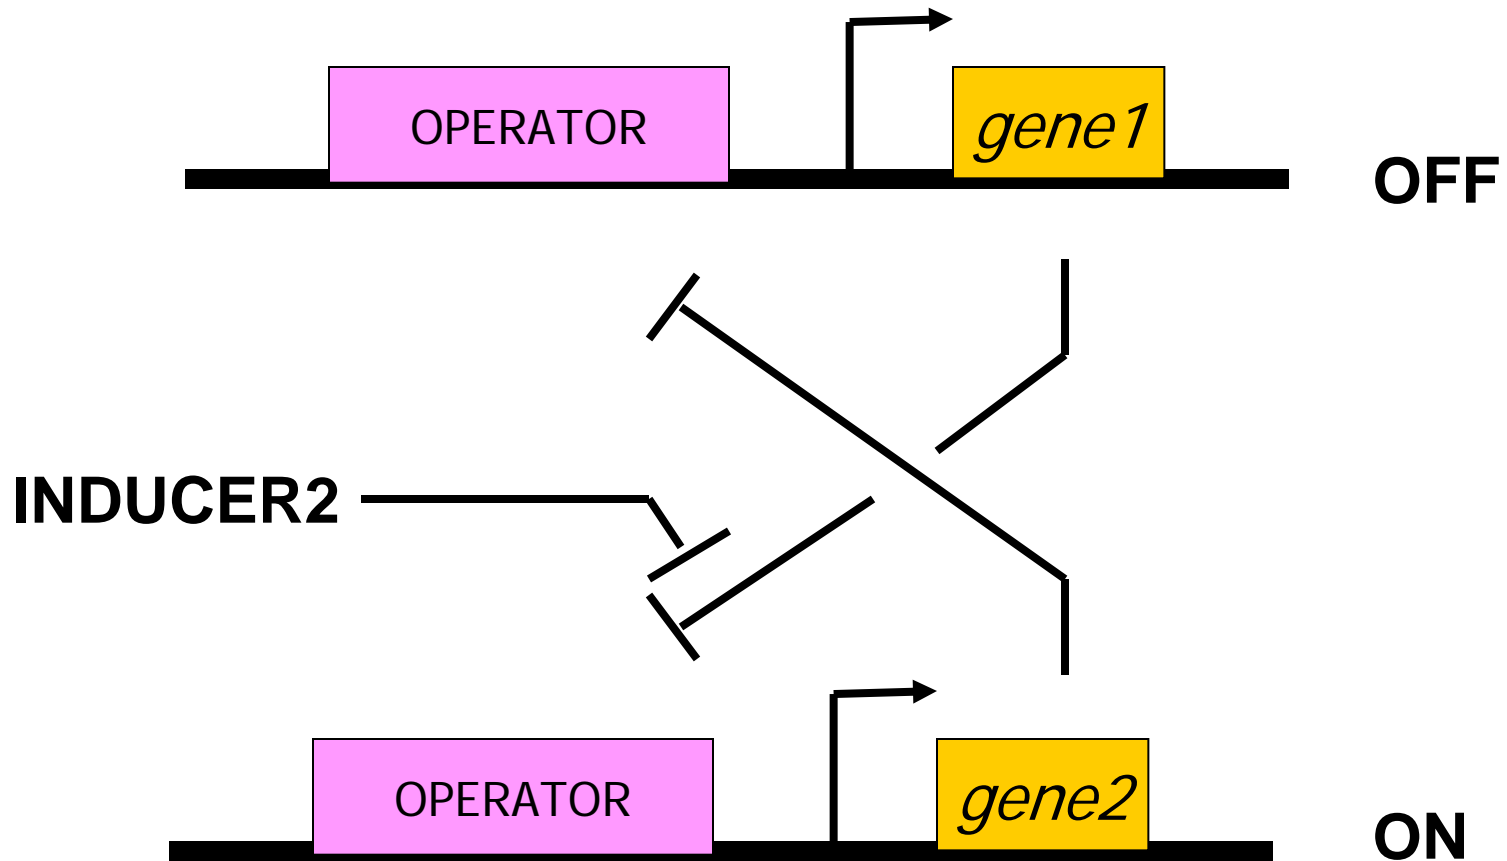 OPERATOR
gene1
OFF
INDUCER2
OPERATOR
gene2
ON